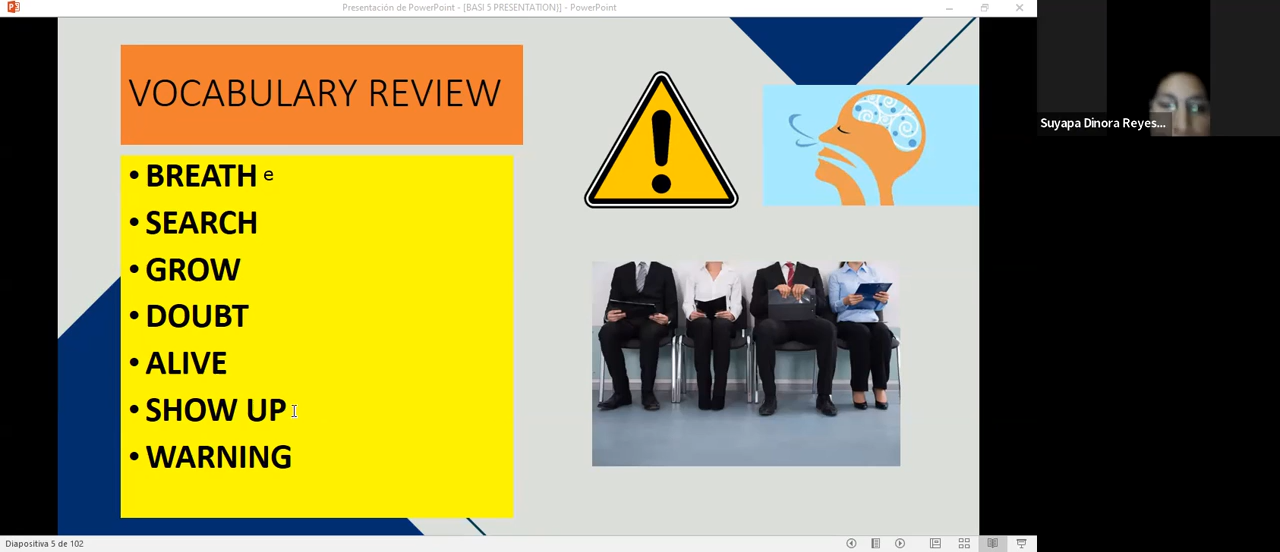 Presentación de PowerPoint - [BASI 5 PRESENTATION)] - PowerPoint
VOCABULARY REVIEW
• BREATH e
• SEARCH
• GROW
• DOUBT
• ALIVE
• SHOW UP
• WARNING
!
Suyapa Dinora Reyes...
Diapositiva 5 de 102